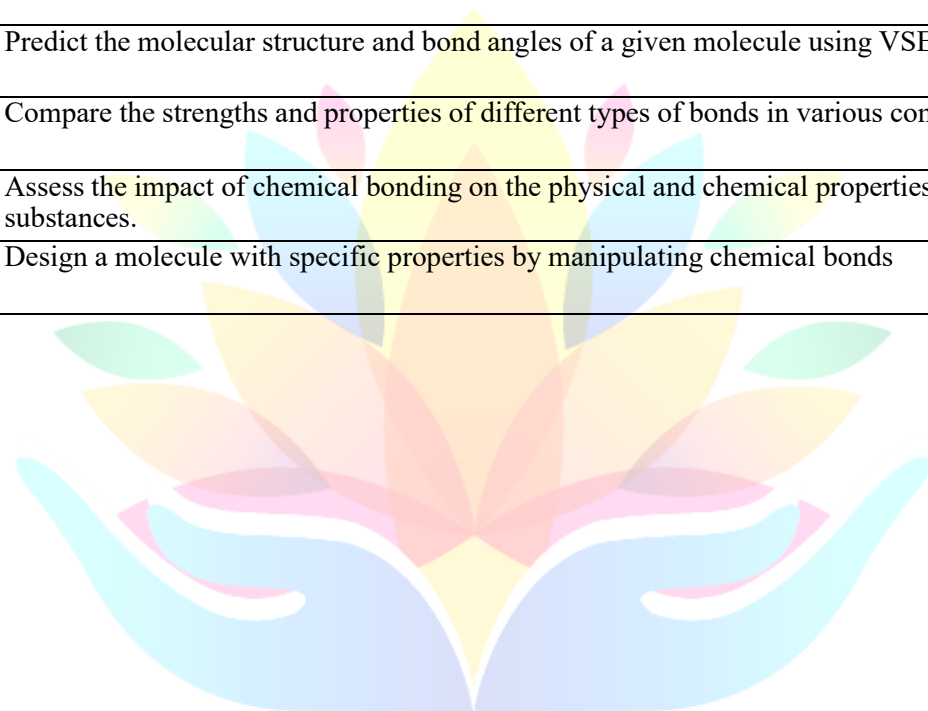 Predict the molecular structure and bond angles of a given molecule using
Compare the strengths and properties of different types of bonds in various
Assess the impact of chemical bonding on the physical and chemical properties
substances.
Design a molecule with specific properties by manipulating chemical bonds